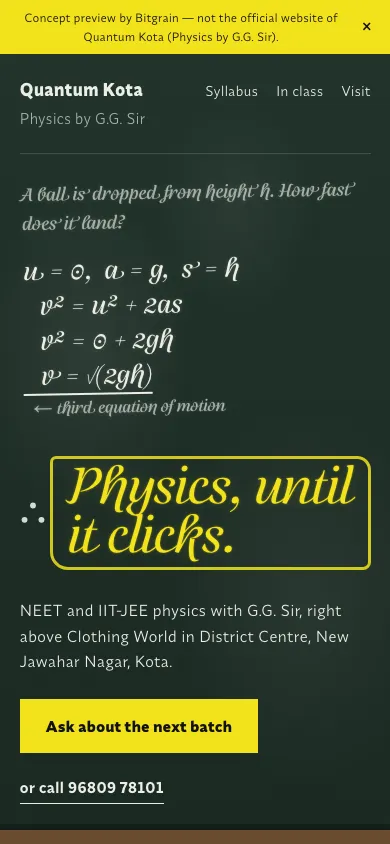 Concept preview by Bitgrain — not the official website of
Quantum Kota (Physics by G.G. Sir).
×
Quantum Kota
Physics by G.G. Sir
Syllabus In class Visit
A ball is dropped from height h. How fast
does it land?
u = 0, a = g, s = h
v² = u² + 2as
v² = 0 + 2gh
v = √(2gh)
← third equation of motion
∴ Physics, until
it clicks.
NEET and IIT-JEE physics with G.G. Sir, right
above Clothing World in District Centre, New
Jawahar Nagar, Kota.
Ask about the next batch
or call 96809 78101